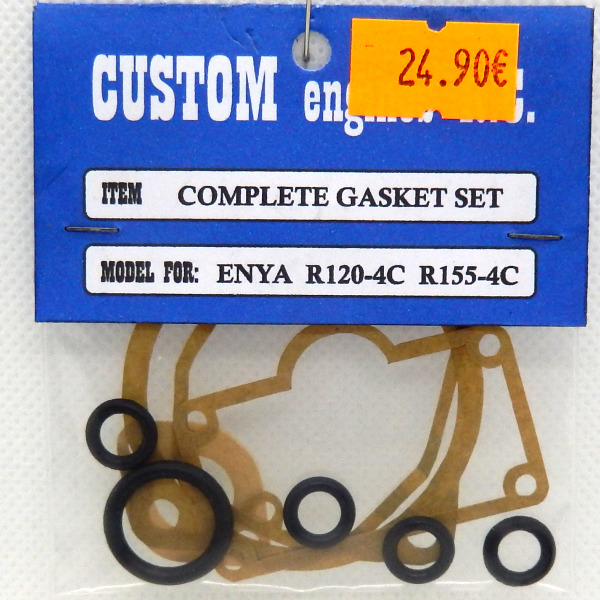 24.90€
CUSTOM
ITEM COMPLETE GASKET SET
MODEL FOR: ENYA R120-4C R155-4C